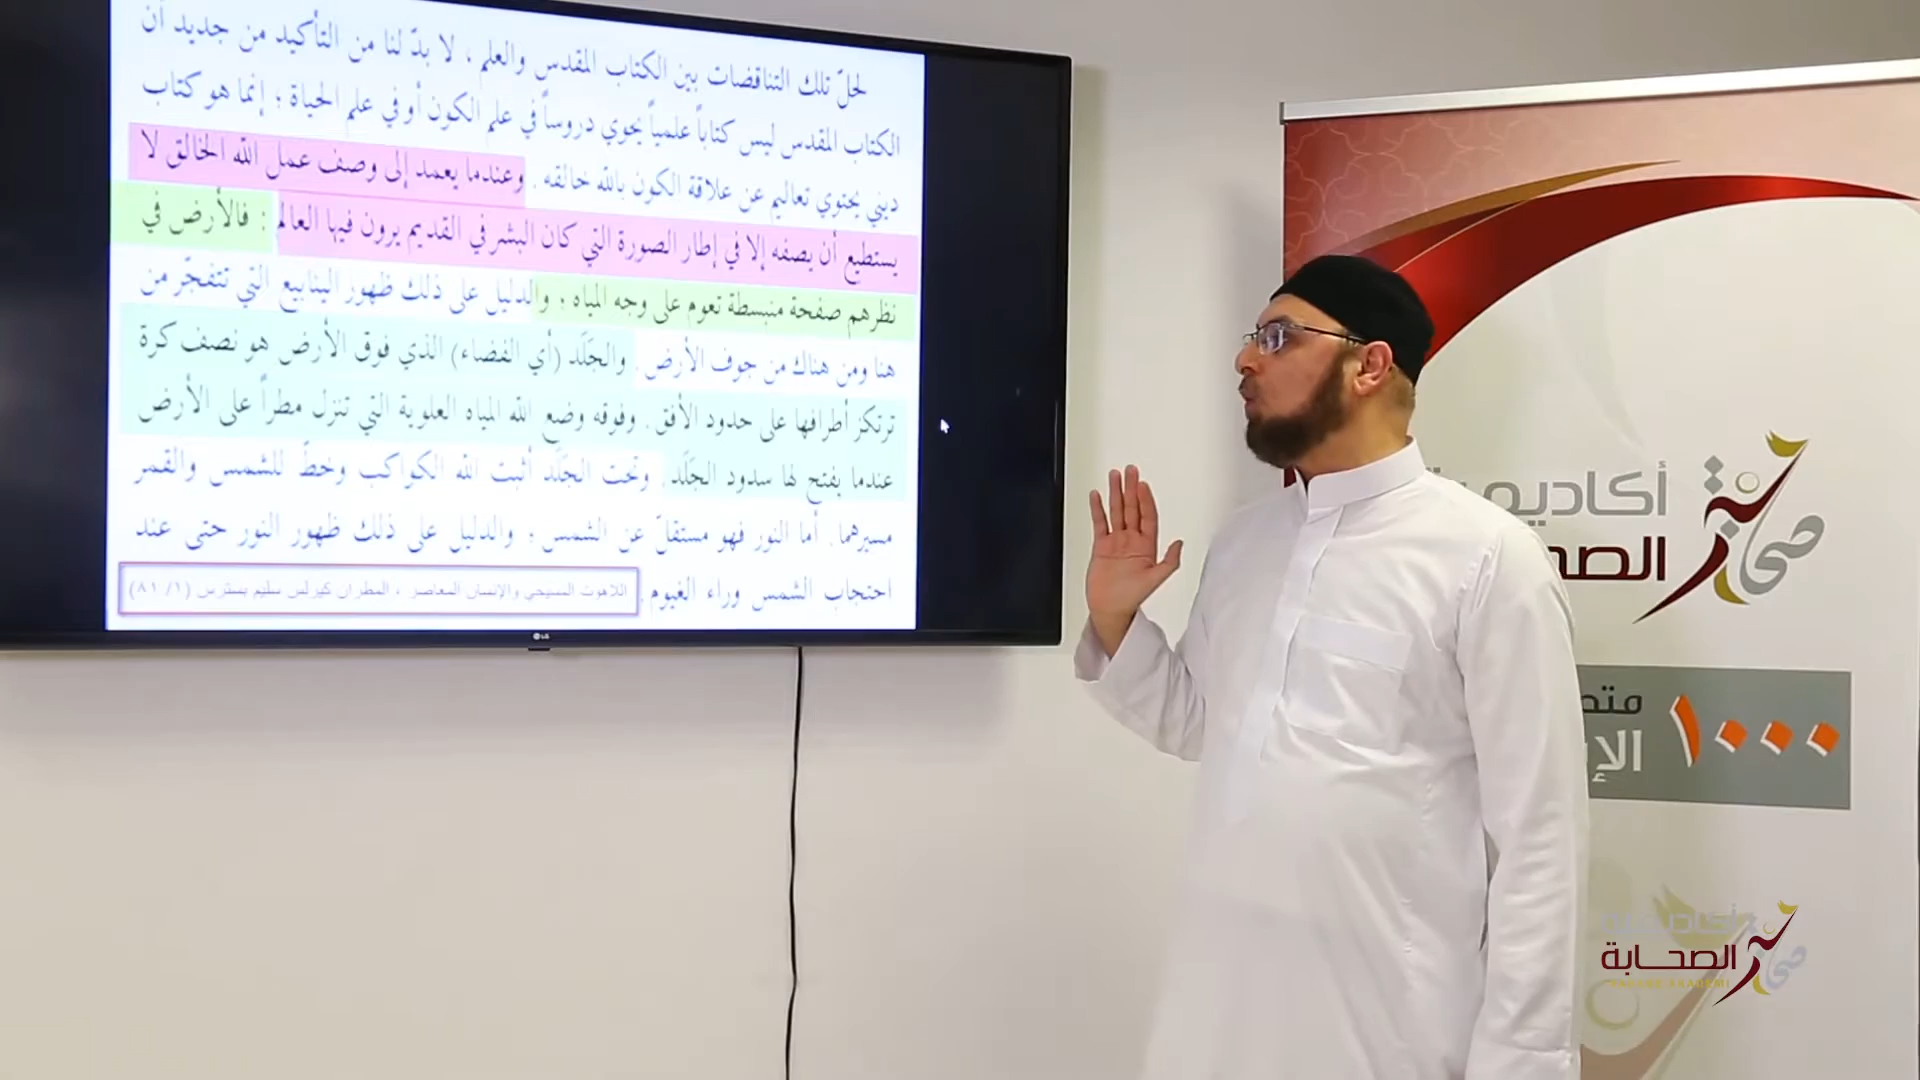 لحلّ تلك التناقضات بين الكتاب المقدس والعلم ، لا بدّ لنا من التأكيد من جديد أن
الكتاب المقدس ليس كتاباً علمياً يحوي دروساً في علم الكون أو في علم الحياة ؛ إنما هو كتاب
ديني يحتوي تعاليم عن علاقة الكون بالله خالقه . وعندما يعمد إلى وصف عمل الله الخالق لا
يستطيع أن يصفه إلا في إطار الصورة التي كان البشر في القديم يرون فيها العالم : فالأرض في
نظرهم صفحة منبسطة تعوم على وجه المياه ؛ والدليل على ذلك ظهور الينابيع التي تتفجّر من
هنا ومن هناك من جوف الأرض . والجَلَد (أي الفضاء) الذي فوق الأرض هو نصف كرة
ترتكز أطرافها على حدود الأفق . وفوقه وضع الله المياه العلوية التي تنزل مطراً على الأرض
عندما يفتح لها سدود الجَلَد . وتحت الجَلَد أثبت الله الكواكب وخطّ للشمس والقمر
مسيرهما . أما النور فهو مستقلّ عن الشمس ؛ والدليل على ذلك ظهور النور حتى عند
احتجاب الشمس وراء الغيوم .
اللاهوت المسيحي والإنسان المعاصر ، المطران كيرلس سليم بسترس (١/ ٨١)
LG
الصحابة
١٠٠٠